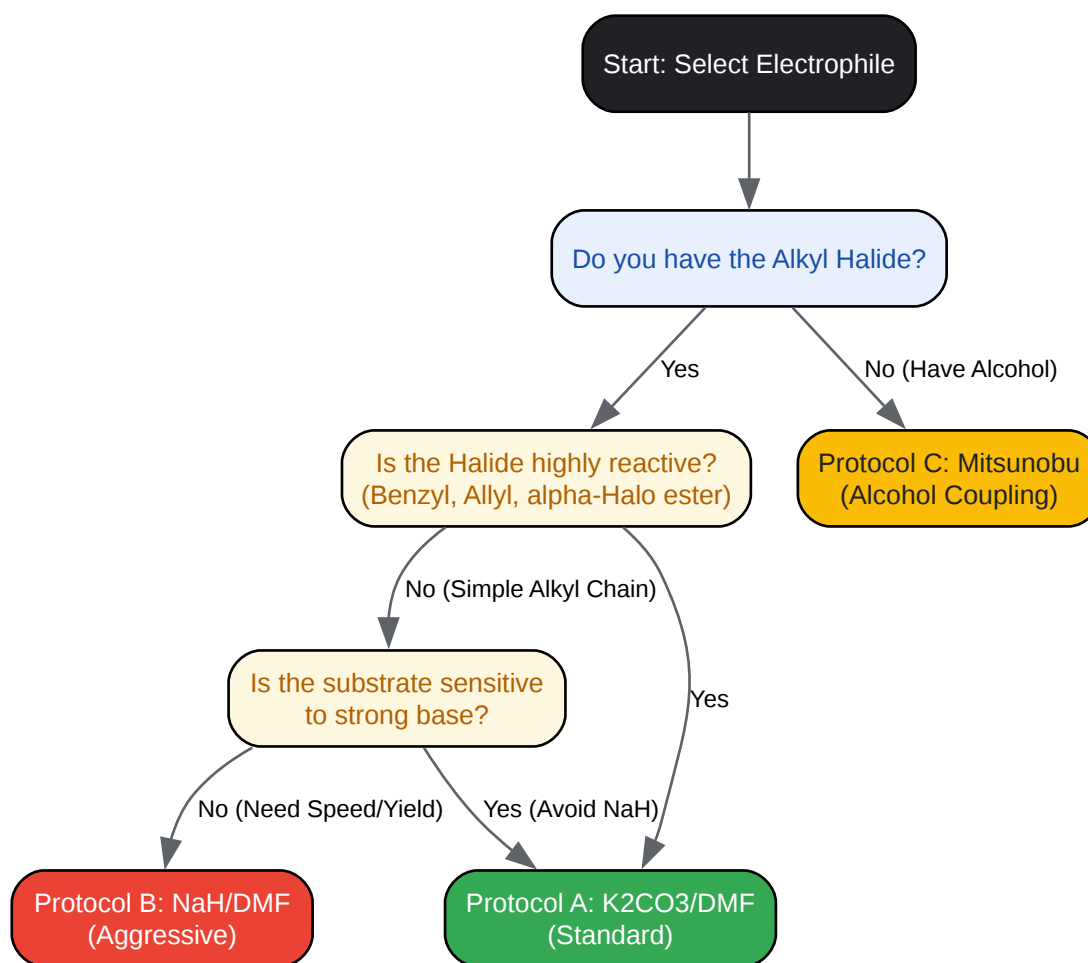 Start: Select Electrophile
Do you have the Alkyl Halide?
Yes
No (Have Alcohol)
Is the Halide highly reactive?
(Benzyl, Allyl, alpha-Halo ester)
Protocol C: Mitsunobu
(Alcohol Coupling)
No (Simple Alkyl Chain)
Is the substrate sensitive
to strong base?
Yes
No (Need Speed/Yield)
Yes (Avoid NaH)
Protocol B: NaH/DMF
(Aggressive)
Protocol A: K2CO3/DMF
(Standard)